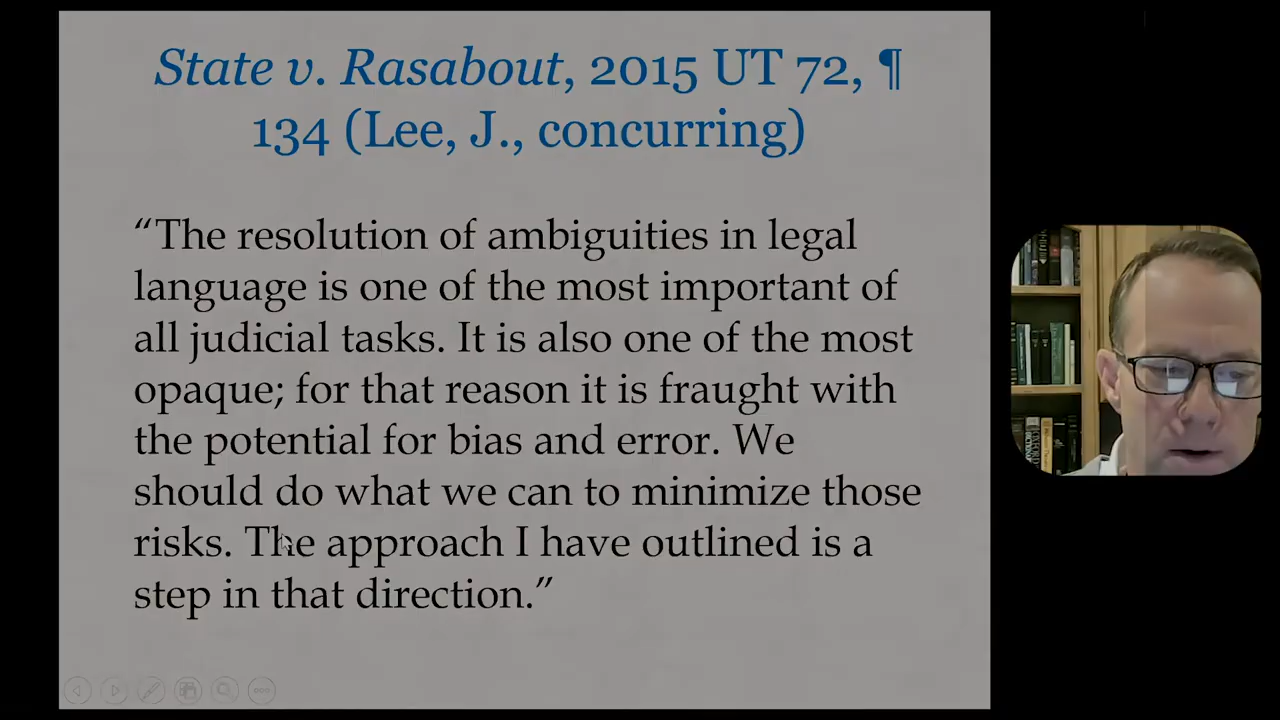 State v. Rasabout, 2015 UT 72, ¶
134 (Lee, J., concurring)
“The resolution of ambiguities in legal
language is one of the most important of
all judicial tasks. It is also one of the most
opaque; for that reason it is fraught with
the potential for bias and error. We
should do what we can to minimize those
risks. The approach I have outlined is a
step in that direction.”